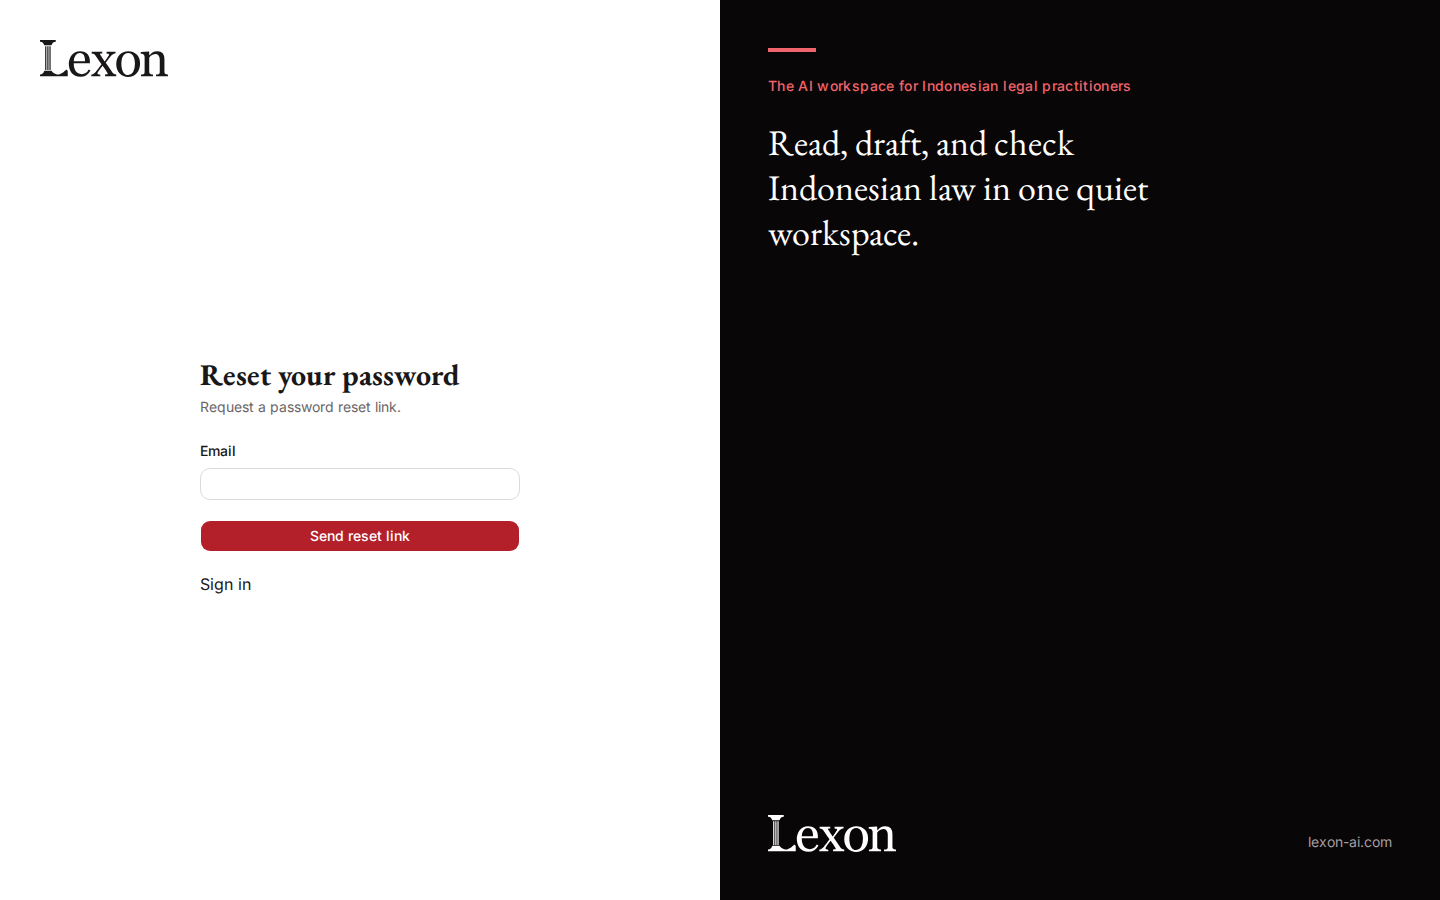 Lexon
Reset your password
Request a password reset link.
Email
Send reset link
Sign in
The AI workspace for Indonesian legal practitioners
Read, draft, and check
Indonesian law in one quiet
workspace.
Lexon
lexon-ai.com